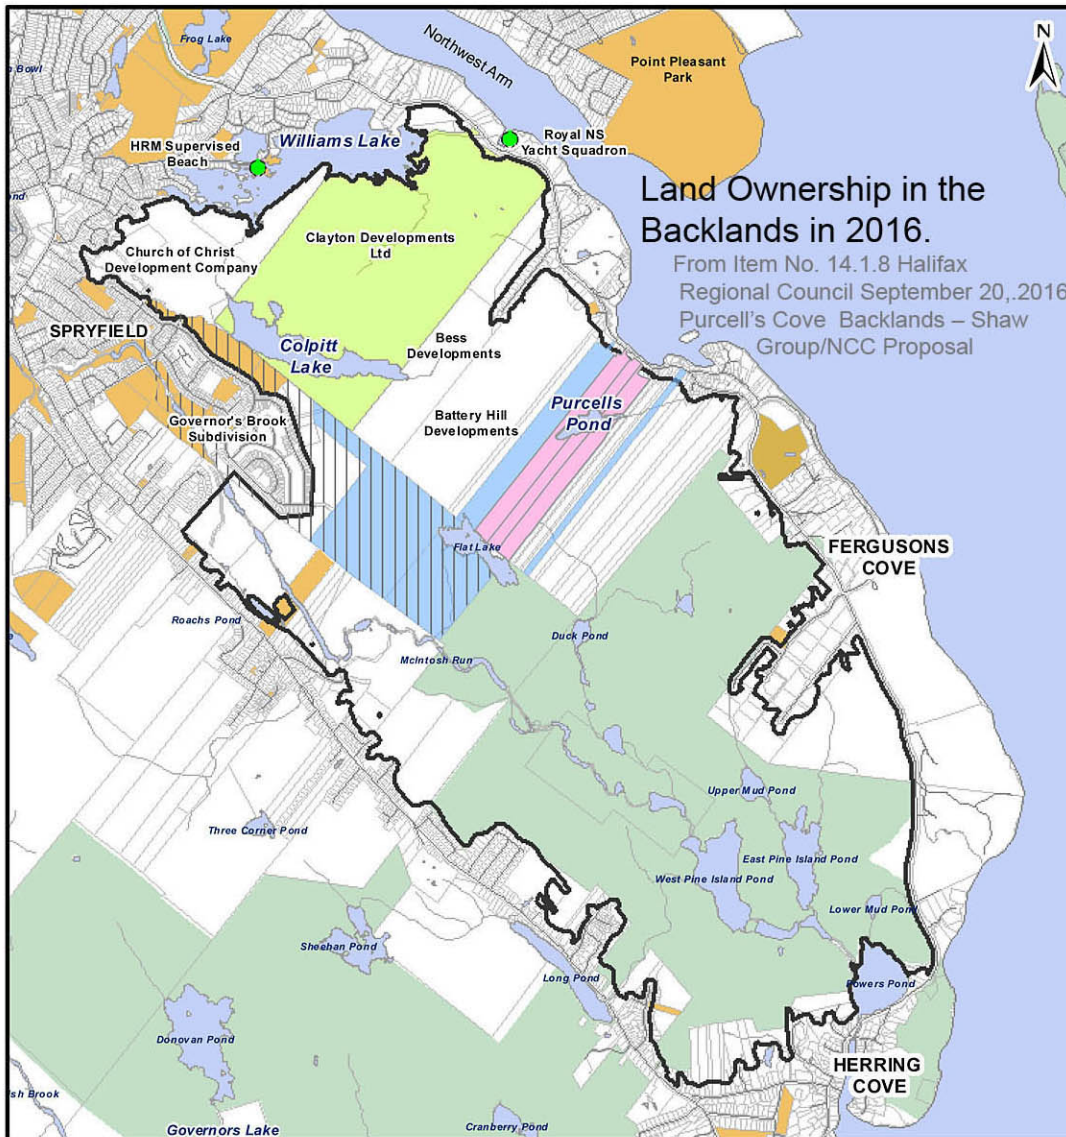 Frog Lake
n Bowl
Northwest Arm
Point Pleasant
Park
N
HRM Supervised
Beach
Williams Lake
Royal NS
Yacht Squadron
Land Ownership in the
Backlands in 2016.
From Item No. 14.1.8 Halifax
Regional Council September 20,.2016
Purcell's Cove Backlands – Shaw
Group/NCC Proposal
Church of Christ
Development Company
Clayton Developments
Ltd
SPRYFIELD
Colpitt
Lake
Bess
Developments
Governor's Brook
Subdivision
Battery Hill
Developments
Purcells
Pond
Flat Lake
FERGUSONS
COVE
Roachs Pond
Duck Pond
McIntosh Run
Upper Mud Pond
Three Corner Pond
East Pine Island Pond
West Pine Island Pond
Lower Mud Pond
Sheehan Pond
Long Pond
Powers Pond
Donovan Pond
HERRING
COVE
ish Brook
Governors Lake
Cranberry Pond